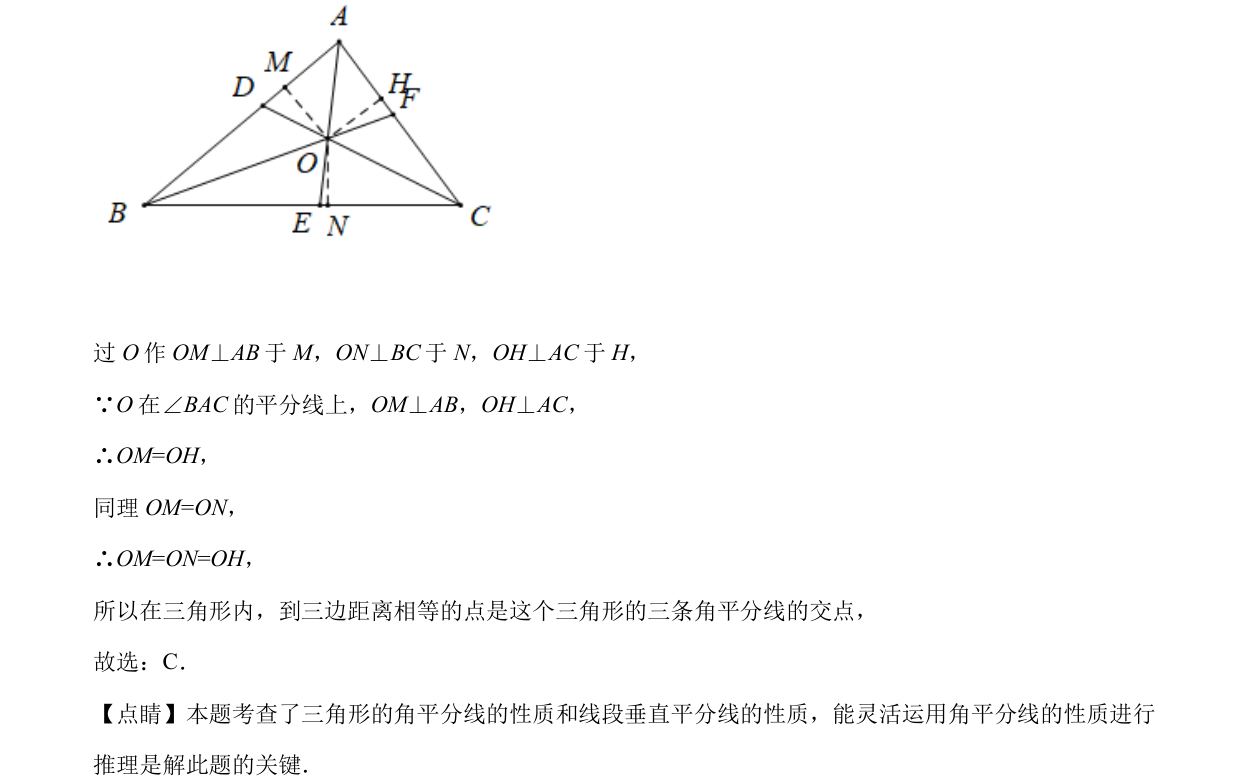 A
M
H
D
F
O
B
E
N
C
过 O 作 OM⊥AB 于 M，ON⊥BC 于 N，OH⊥AC 于 H，
∵O 在∠BAC 的平分线上，OM⊥AB，OH⊥AC，
∴OM=OH，
同理 OM=ON，
∴OM=ON=OH，
所以在三角形内，到三边距离相等的点是这个三角形的三条角平分线的交点，
故选：C．
【点睛】本题考查了三角形的角平分线的性质和线段垂直平分线的性质，能灵活运用角平分线的性质进行
推理是解此题的关键．